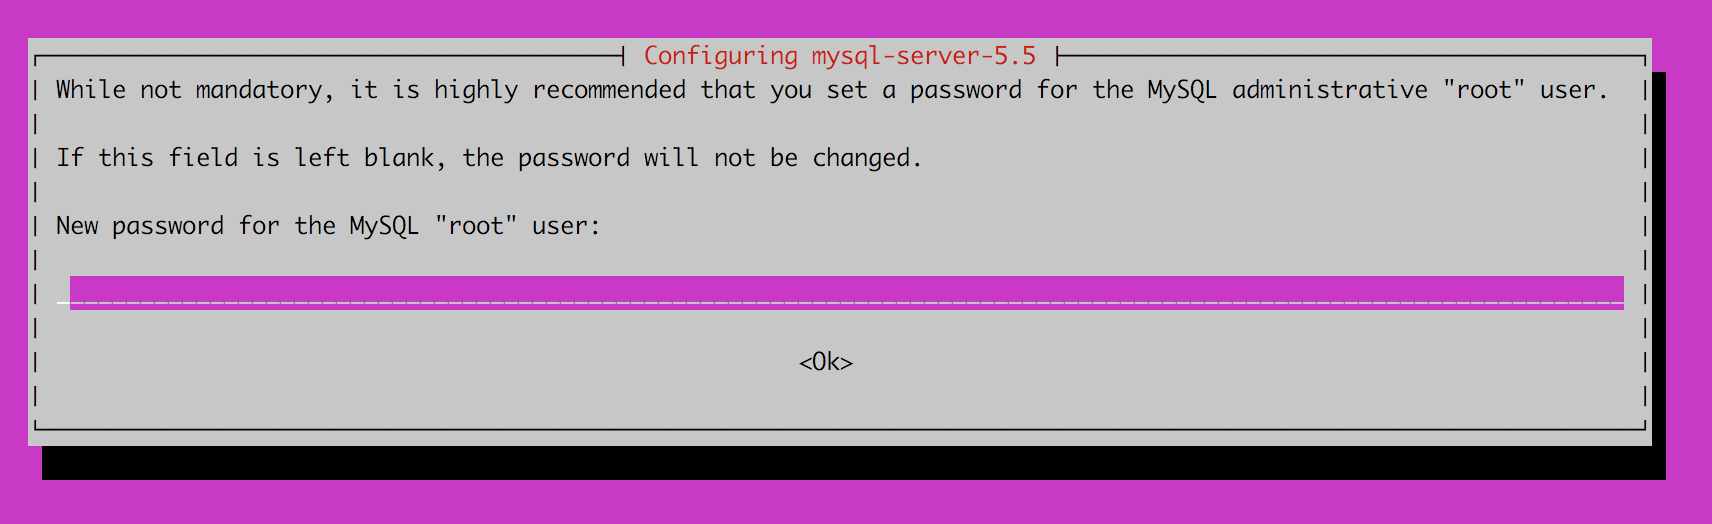 Configuring mysql-server-5.5
While not mandatory, it is highly recommended that you set a password for the MySQL administrative "root" user.
If this field is left blank, the password will not be changed.
New password for the MySQL "root" user:
<Ok>